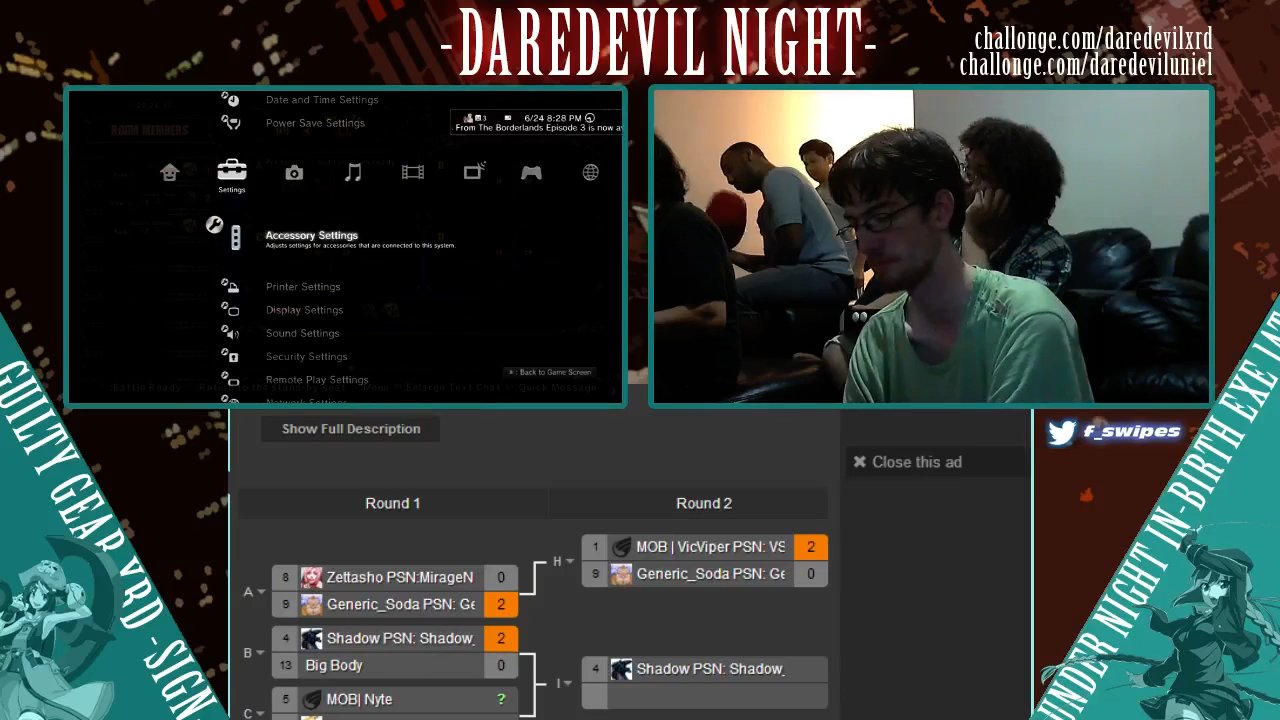 -DAREDEVIL NIGHT-
challonge.com/daredevilxrd
challonge.com/daredeviluniel
Date and Time Settings
Power Save Settings
6/24 8:28 PM
From The Borderlands Episode 3 is now av
ROOM MEMBERS
Settings
Accessory Settings
Adjusts settings for accessories that are connected to this system.
Printer Settings
Display Settings
Sound Settings
Security Settings
Remote Play Settings
Network Settings
: Back to Game Screen
Show Full Description
Close this ad
f_swipes
Round 1
Round 2
H
1 MOB | VicViper PSN: VS 2
9 Generic_Soda PSN: Ge 0
A
8 Zettasho PSN:MirageN 0
9 Generic_Soda PSN: Ge 2
B
4 Shadow PSN: Shadow_ 2
13 Big Body 0
I
4 Shadow PSN: Shadow_
C
5 MOB| Nyte ?
GUILTY GEAR XRD -SIGN
UNDER NIGHT IN-BIRTH EXE LAT